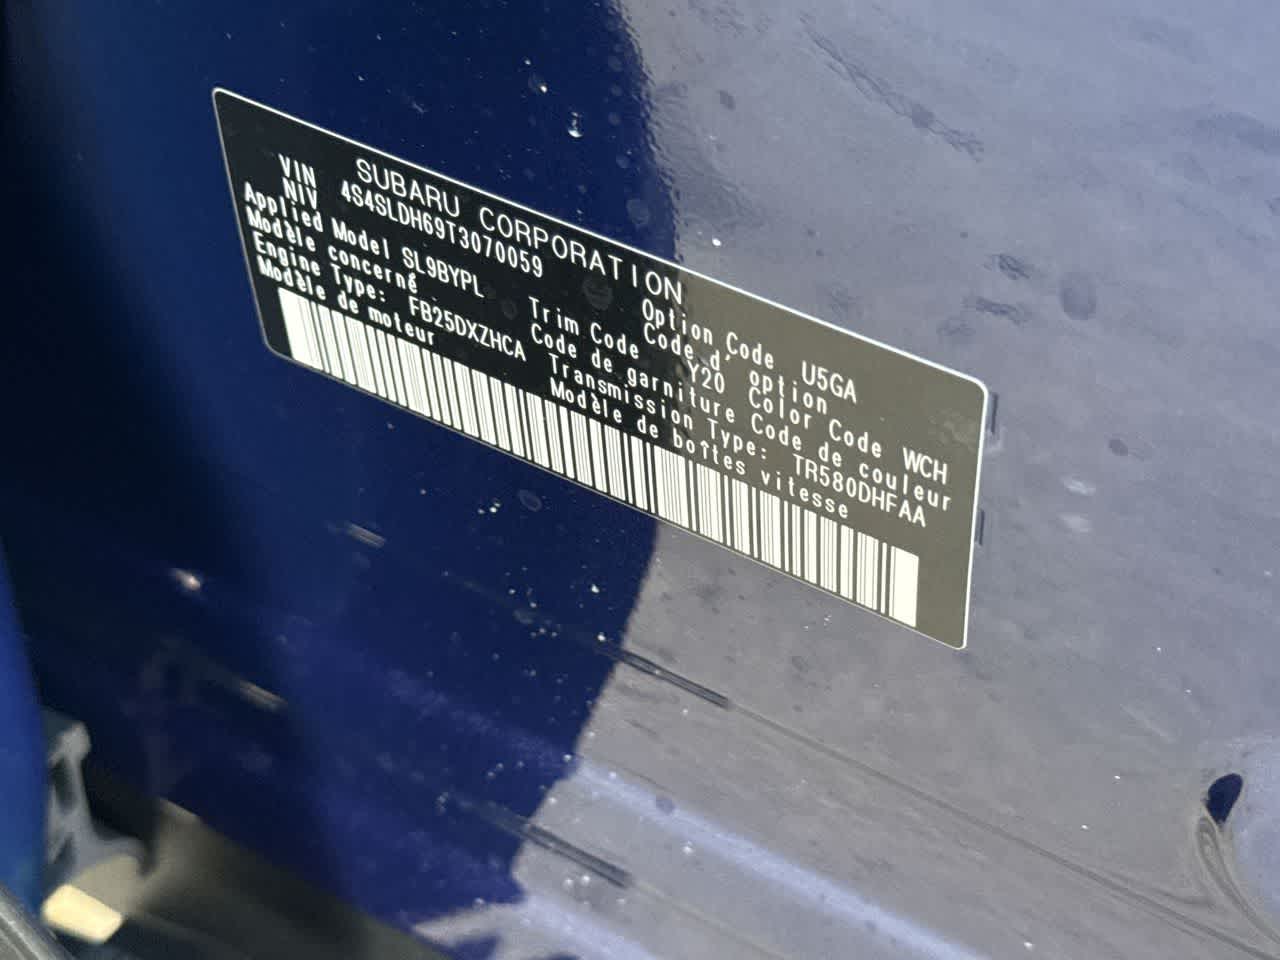 SUBARU CORPORATION
VIN
NIV 4S4SLDH69T3070059
Applied Model SL9BYPL Option Code U5GA
Modèle concerné Code d' option
Trim Code Y20 Color Code WCH
Code de garniture Code de couleur
Engine Type: FB25DXZHCA Transmission Type: TR580DHFAA
Modèle de moteur Modèle de boîtes vitesse